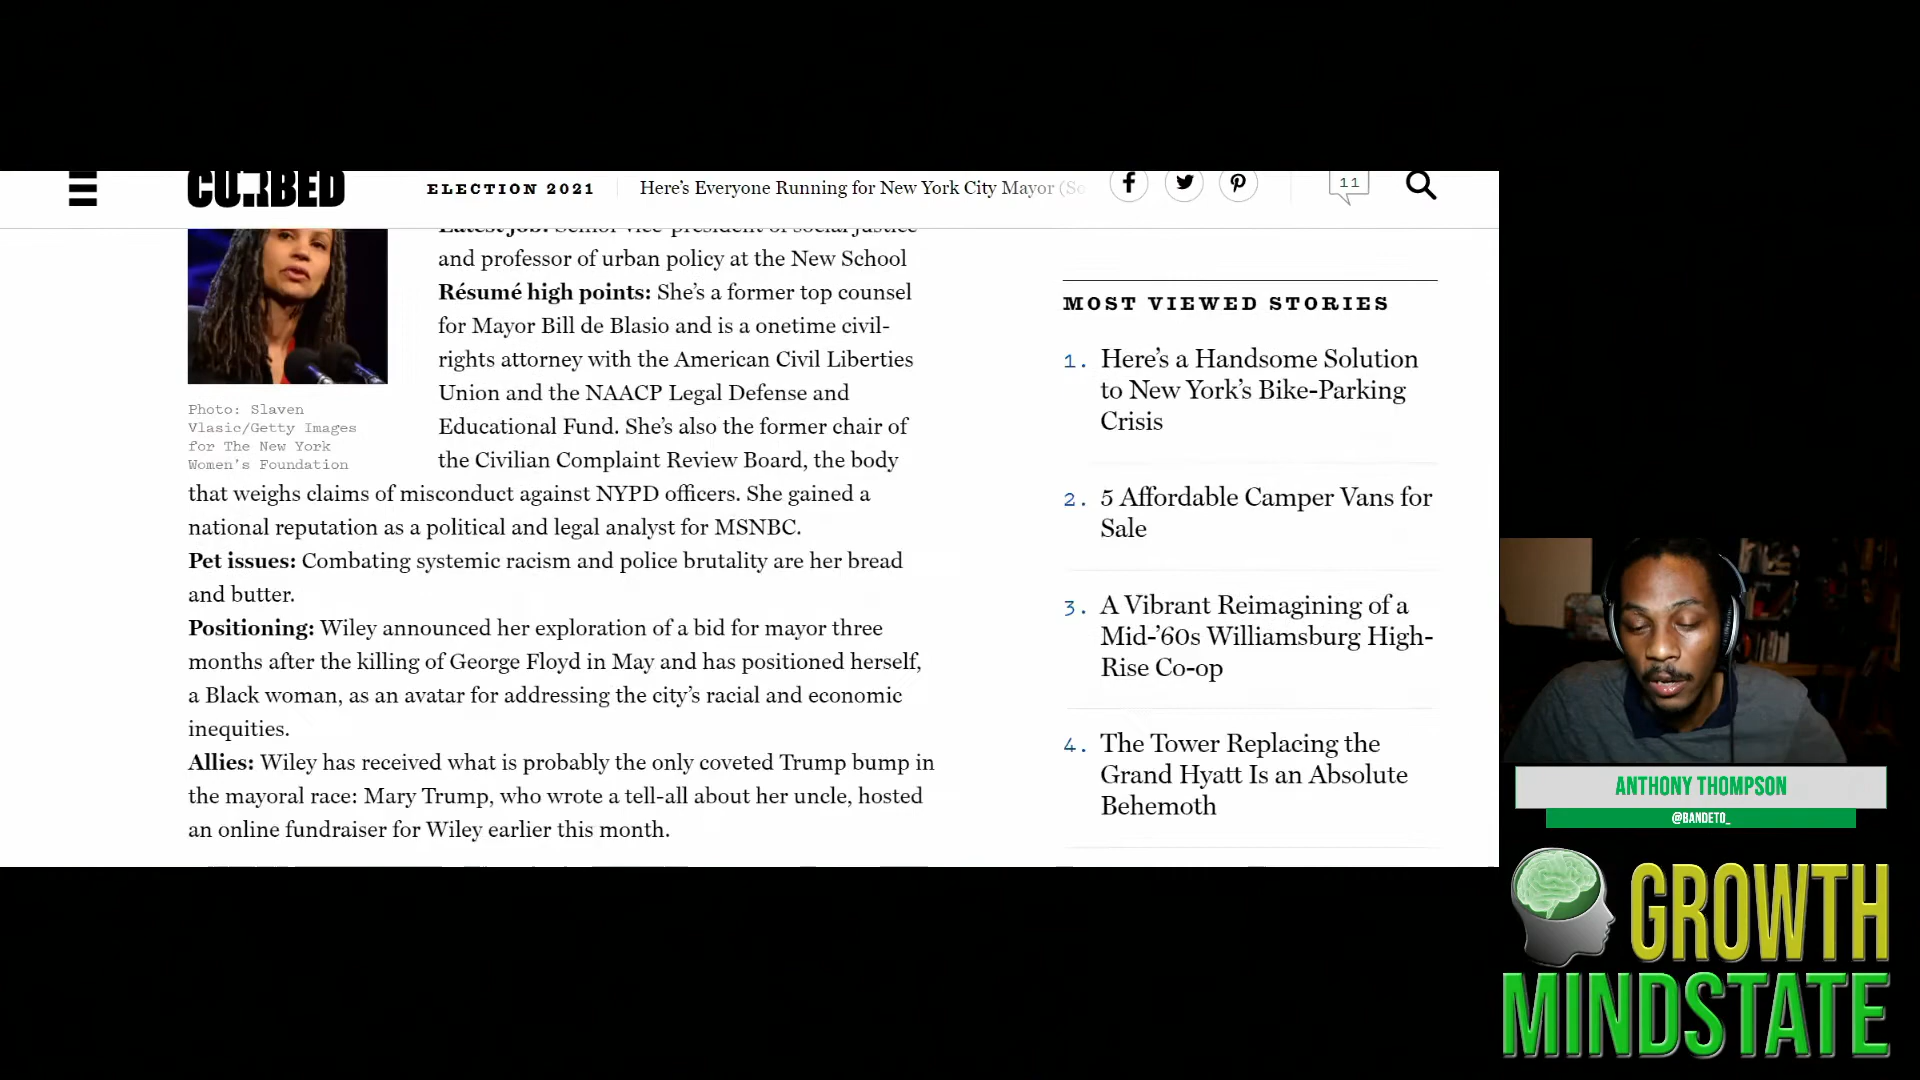 CURBED
ELECTION 2021
Here's Everyone Running for New York City Mayor (So
11
Latest job: Senior vice-president of social justice
and professor of urban policy at the New School
Résumé high points: She's a former top counsel
for Mayor Bill de Blasio and is a onetime civil-
rights attorney with the American Civil Liberties
Union and the NAACP Legal Defense and
Educational Fund. She's also the former chair of
the Civilian Complaint Review Board, the body
that weighs claims of misconduct against NYPD officers. She gained a
national reputation as a political and legal analyst for MSNBC.
Pet issues: Combating systemic racism and police brutality are her bread
and butter.
Positioning: Wiley announced her exploration of a bid for mayor three
months after the killing of George Floyd in May and has positioned herself,
a Black woman, as an avatar for addressing the city's racial and economic
inequities.
Allies: Wiley has received what is probably the only coveted Trump bump in
the mayoral race: Mary Trump, who wrote a tell-all about her uncle, hosted
an online fundraiser for Wiley earlier this month.
Photo: Slaven
Vlasic/Getty Images
for The New York
Women's Foundation
MOST VIEWED STORIES
1. Here's a Handsome Solution
to New York's Bike-Parking
Crisis
2. 5 Affordable Camper Vans for
Sale
3. A Vibrant Reimagining of a
Mid-'60s Williamsburg High-
Rise Co-op
4. The Tower Replacing the
Grand Hyatt Is an Absolute
Behemoth
ANTHONY THOMPSON
@BANDETO_
GROWTH
MINDSTATE